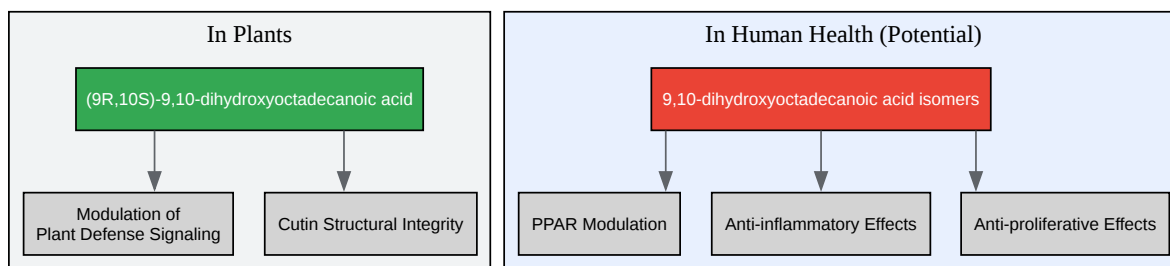 In Plants
(9R,10S)-9,10-dihydroxyoctadecanoic acid
Modulation of
Plant Defense Signaling
Cutin Structural Integrity
In Human Health (Potential)
9,10-dihydroxyoctadecanoic acid isomers
PPAR Modulation
Anti-inflammatory Effects
Anti-proliferative Effects